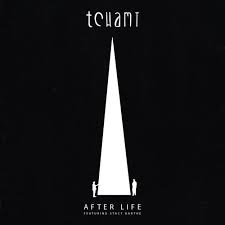 TCHAMI
AFTER LIFE
FEATURING STACY BARTHE